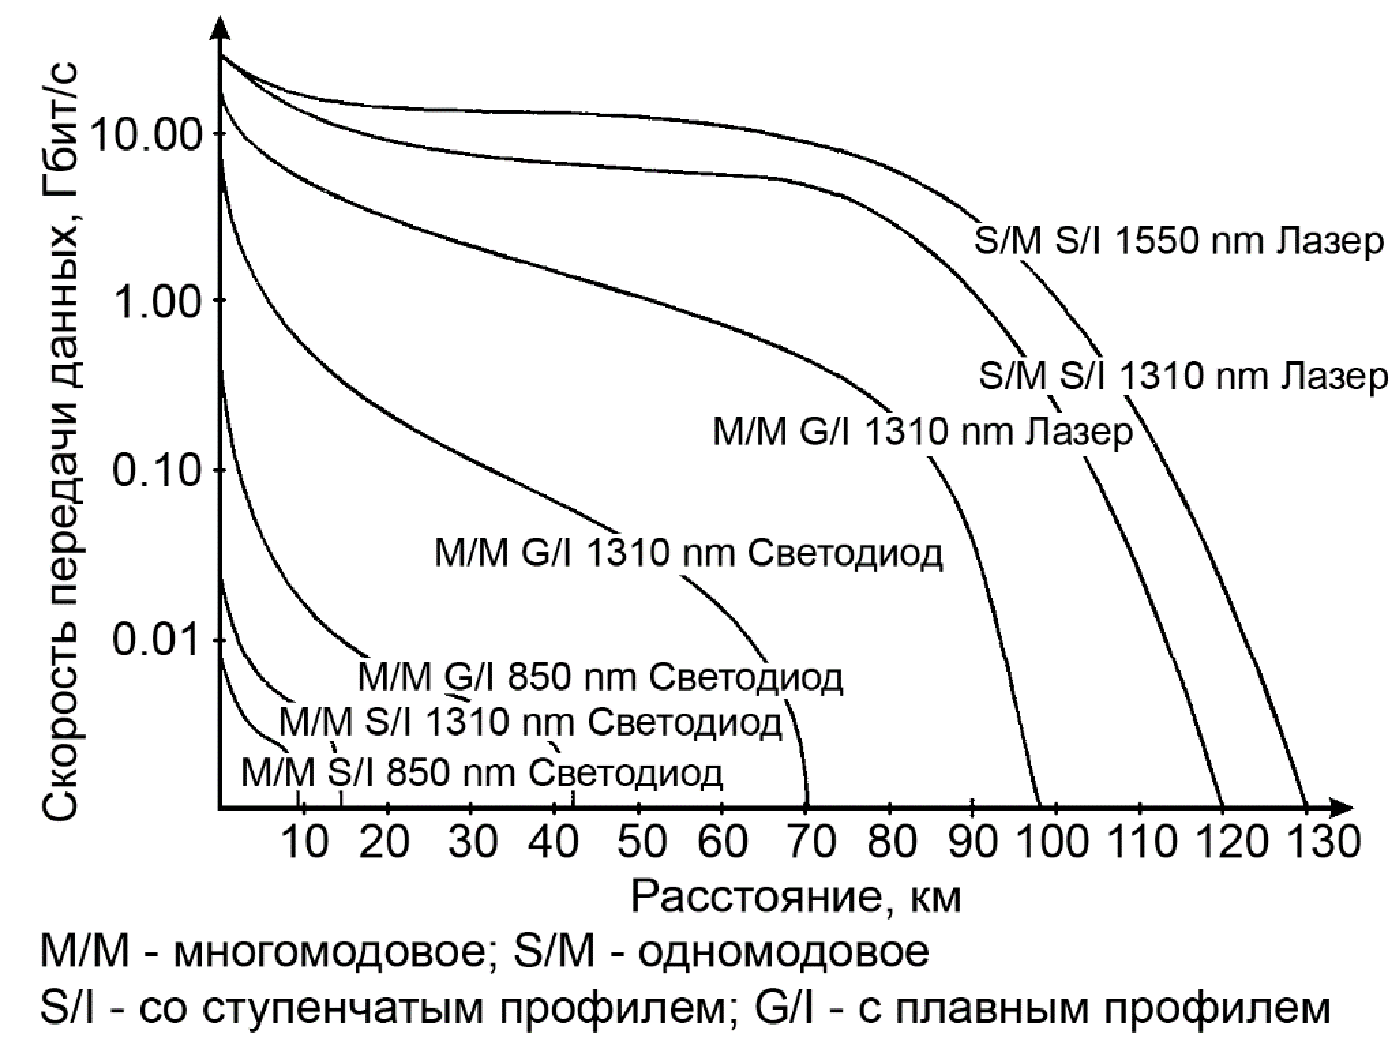 Скорость передачи данных, Гбит/с
10.00
1.00
0.10
0.01
S/M S/I 1550 nm Лазер
S/M S/I 1310 nm Лазер
M/M G/I 1310 nm Лазер
M/M G/I 1310 nm Светодиод
M/M G/I 850 nm Светодиод
M/M S/I 1310 nm Светодиод
M/M S/I 850 nm Светодиод
10 20 30 40 50 60 70 80 90 100 110 120 130
Расстояние, км
M/M - многомодовое; S/M - одномодовое
S/I - со ступенчатым профилем; G/I - с плавным профилем